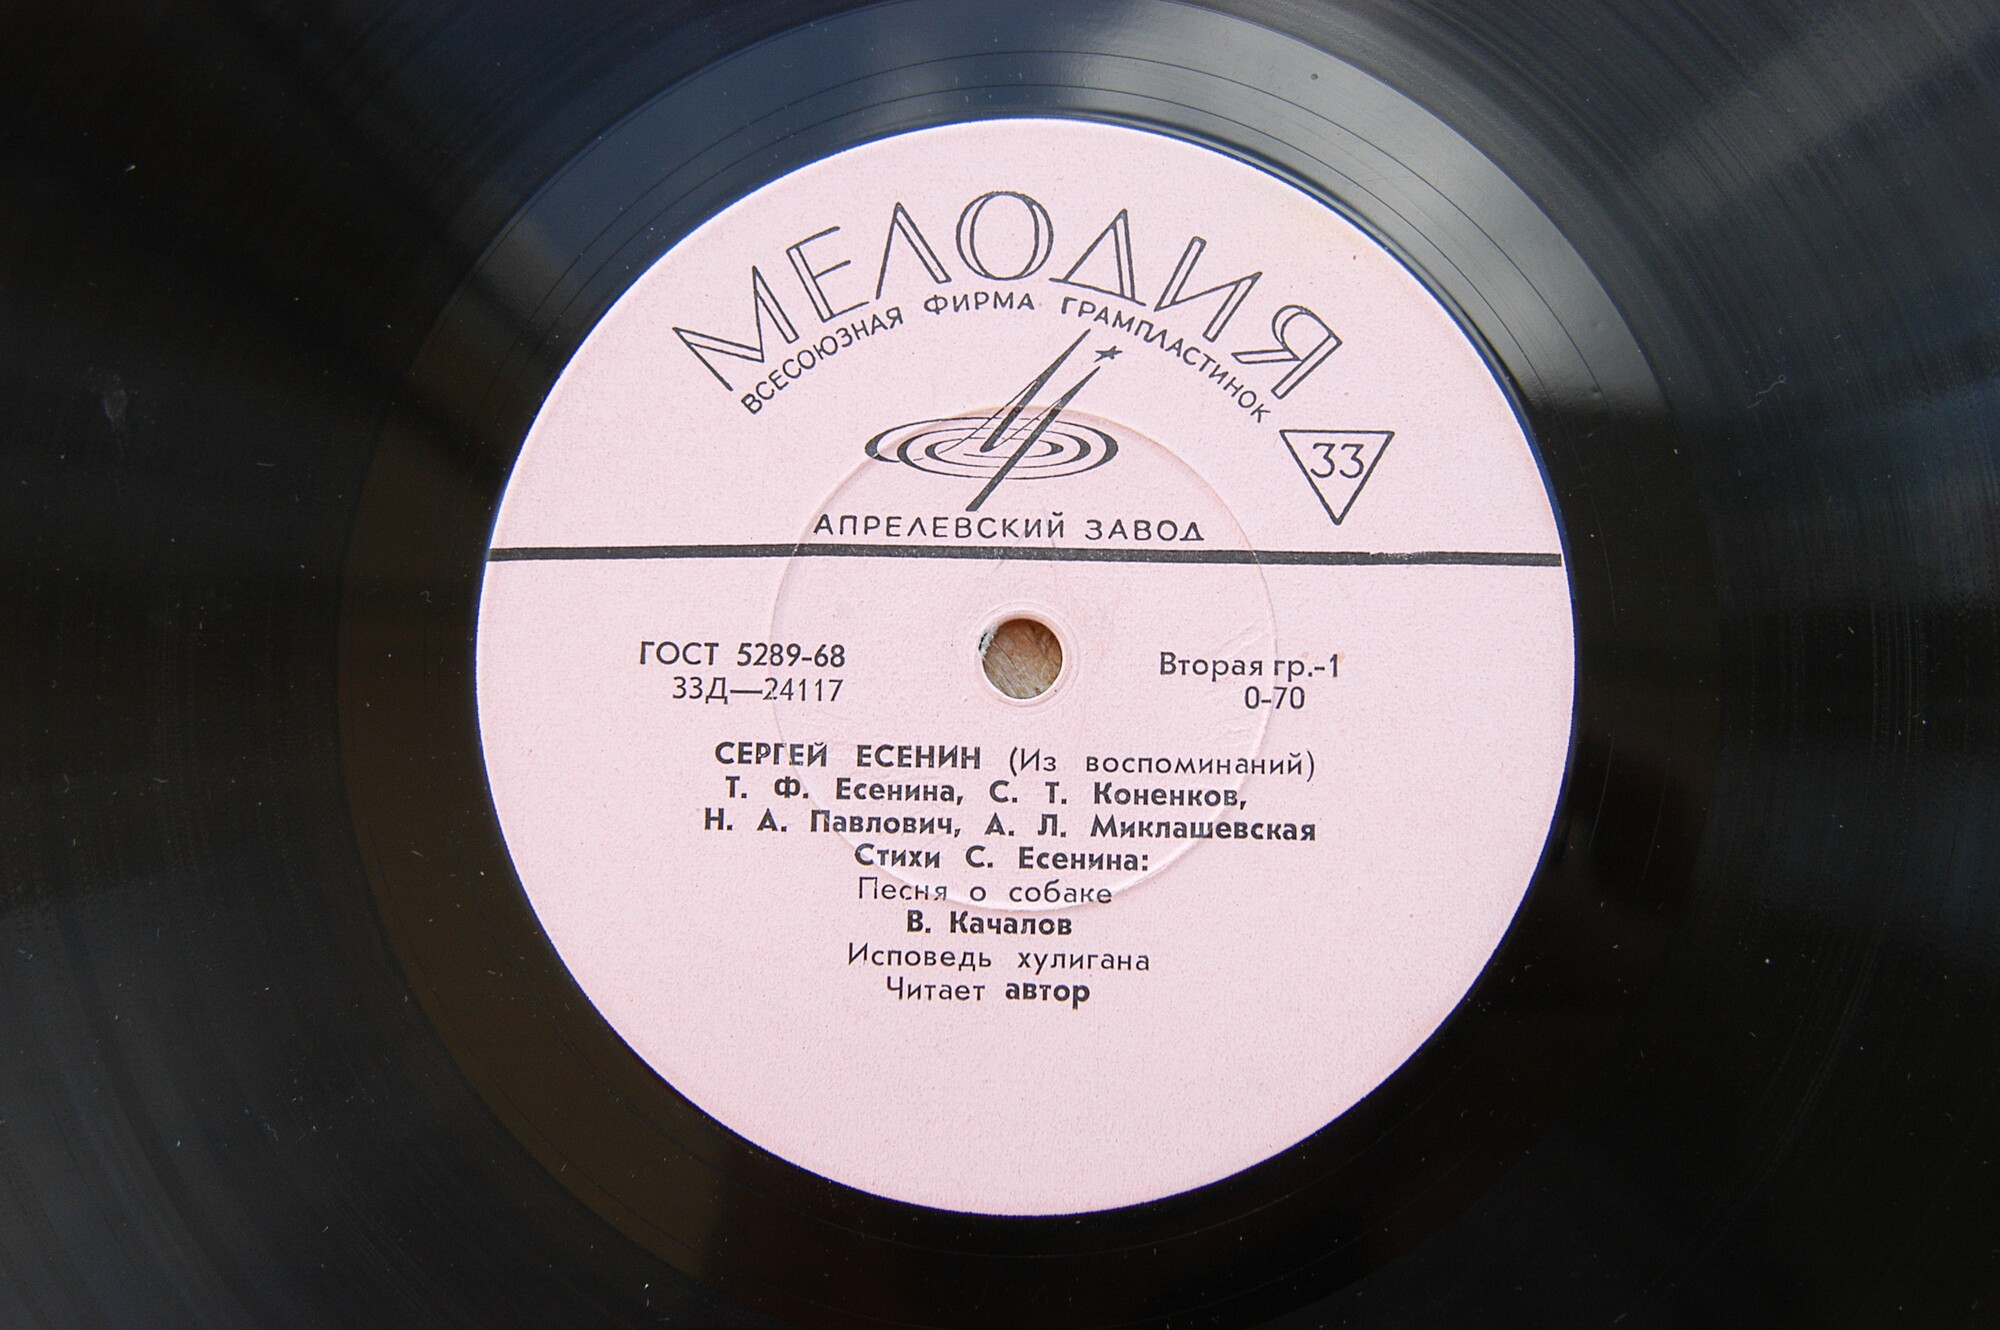 МЕЛОДИЯ
ВСЕСОЮЗНАЯ ФИРМА ГРАМПЛАСТИНОК
33
АПРЕЛЕВСКИЙ ЗАВОД
ГОСТ 5289-68
33Д—24117
Вторая гр.-1
0-70
СЕРГЕЙ ЕСЕНИН (Из воспоминаний)
Т. Ф. Есенина, С. Т. Коненков,
Н. А. Павлович, А. Л. Миклашевская
Стихи С. Есенина:
Песня о собаке
В. Качалов
Исповедь хулигана
Читает автор